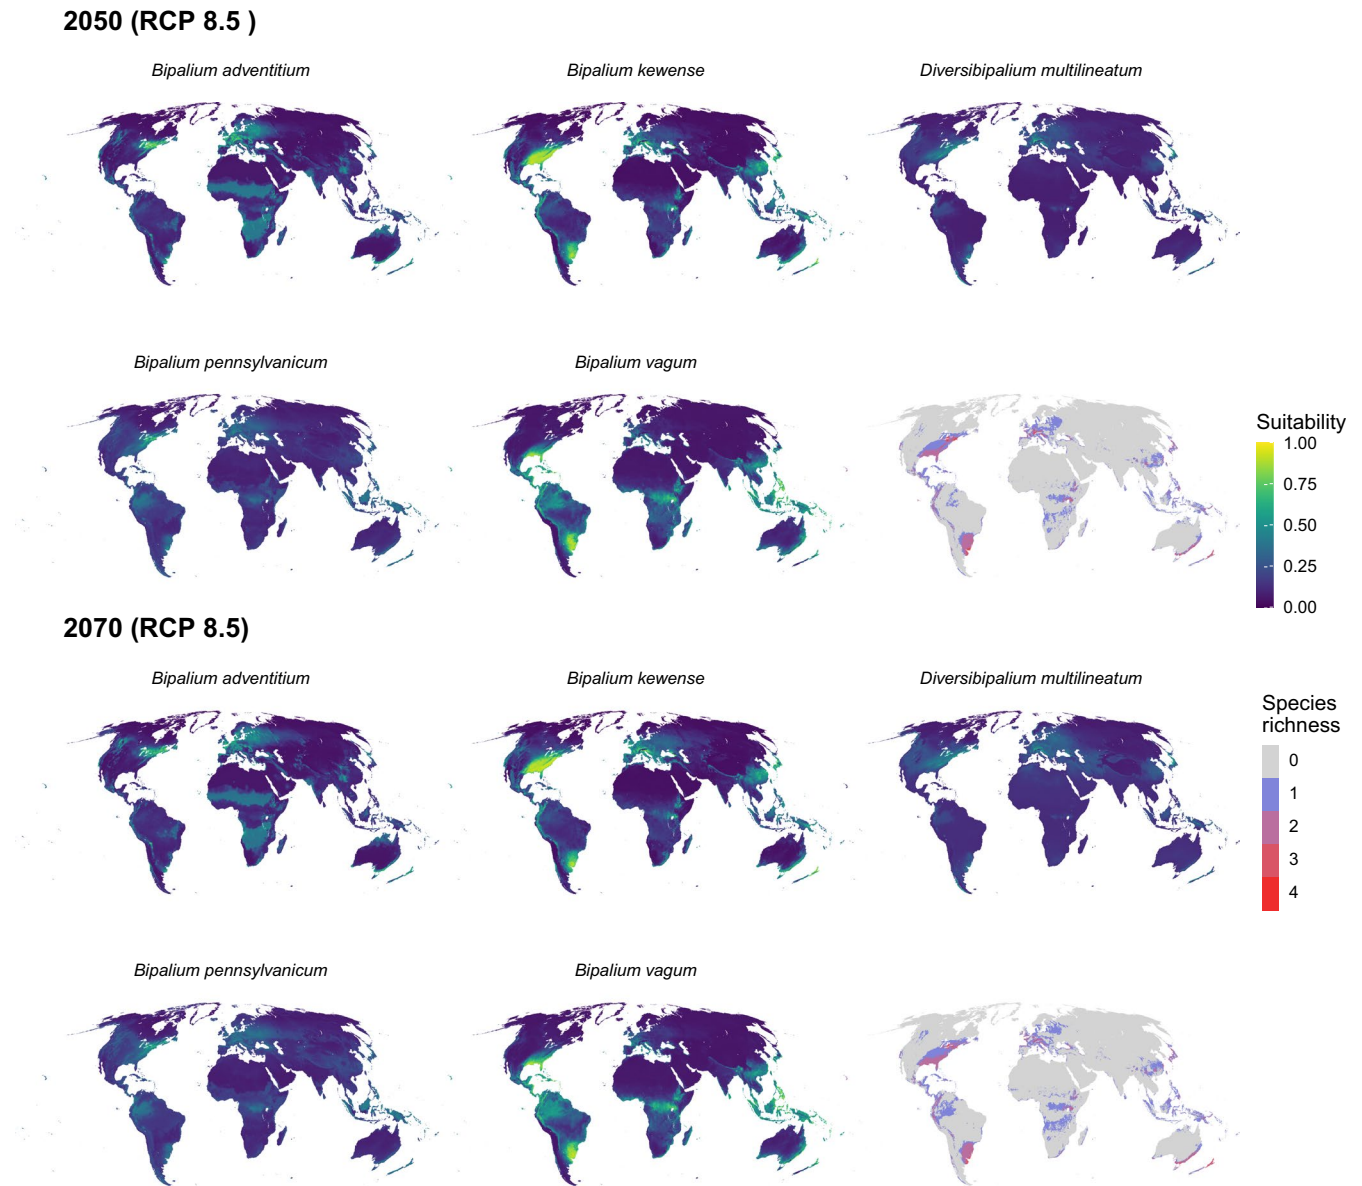 2050 (RCP 8.5 )
Bipalium adventitium
Bipalium kewense
Diversibipalium multilineatum
Bipalium pennsylvanicum
Bipalium vagum
Suitability
1.00
0.75
0.50
0.25
0.00
2070 (RCP 8.5)
Bipalium adventitium
Bipalium kewense
Diversibipalium multilineatum
Species
richness
0
1
2
3
4
Bipalium pennsylvanicum
Bipalium vagum